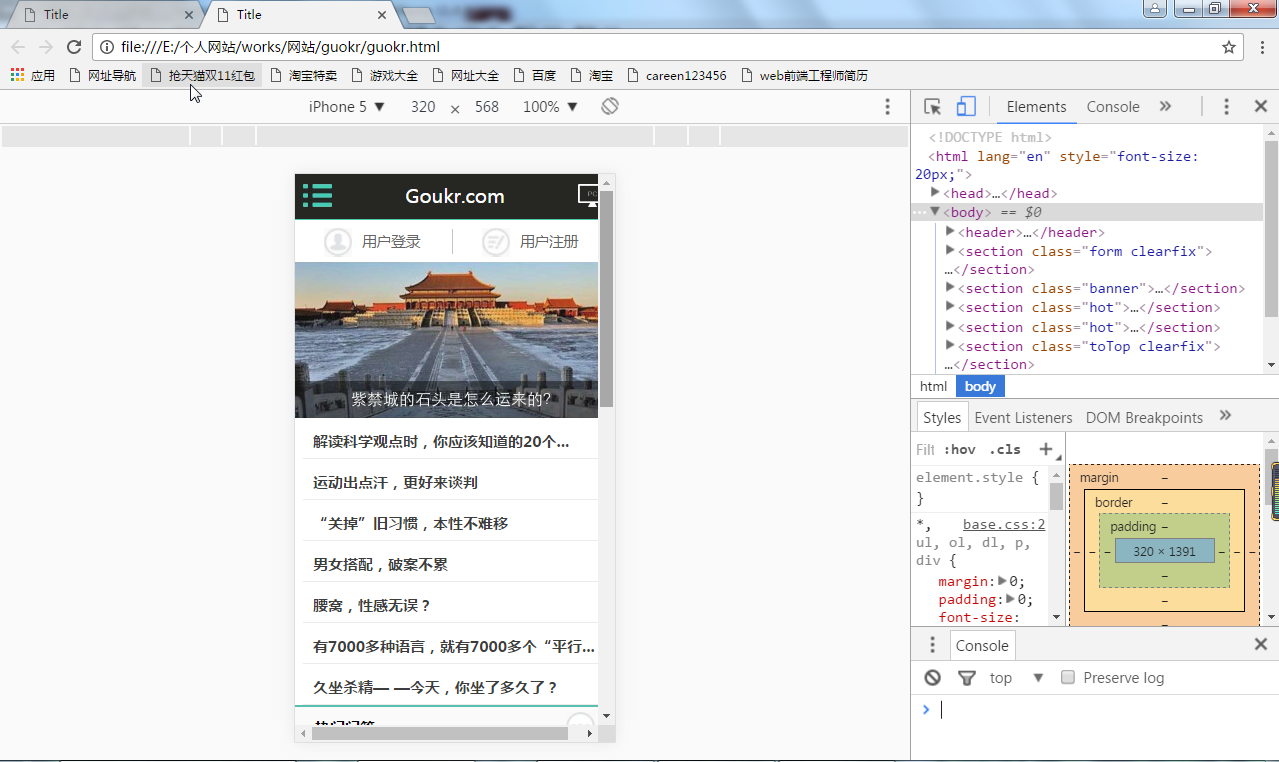 Title
Title
file:///E:/个人网站/works/网站/guokr/guokr.html
应用 网址导航 抢天猫双11红包 淘宝特卖 游戏大全 网址大全 百度 淘宝 careen123456 web前端工程师简历
iPhone 5 ▼ 320 × 568 100% ▼
Goukr.com
PC
用户登录 用户注册
紫禁城的石头是怎么运来的?
解读科学观点时，你应该知道的20个...
运动出点汗，更好来谈判
“关掉”旧习惯，本性不难移
男女搭配，破案不累
腰窝，性感无误？
有7000多种语言，就有7000多个“平行...
久坐杀精— —今天，你坐了多久了？
Elements Console »
<!DOCTYPE html>
<html lang="en" style="font-size:
20px;">
<head>…</head>
<body> == $0
<header>…</header>
<section class="form clearfix">
…</section>
<section class="banner">…</section>
<section class="hot">…</section>
<section class="hot">…</section>
<section class="toTop clearfix">
…</section>
html body
Styles Event Listeners DOM Breakpoints »
Filt :hov .cls +
element.style {
}
*, base.css:2
ul, ol, dl, p,
div {
margin: 0;
padding: 0;
font-size:
margin –
border –
padding –
– – – 320 × 1391 – – –
–
–
–
Console
top ▼ Preserve log